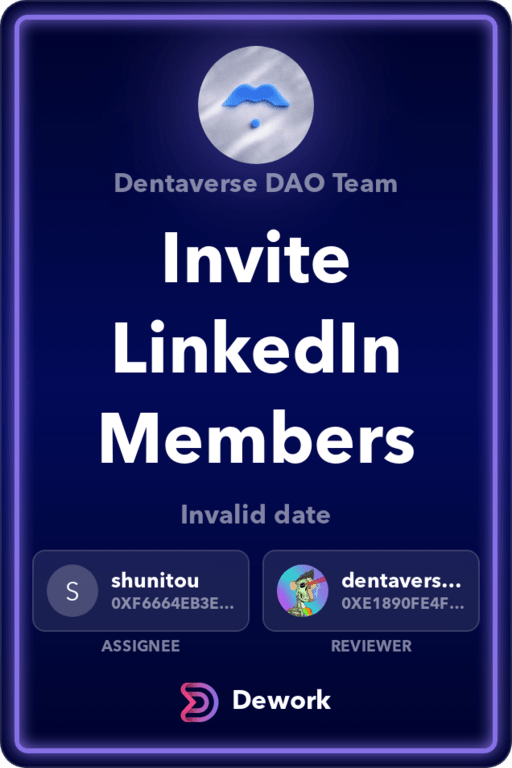 Dentaverse DAO Team
Invite
LinkedIn
Members
Invalid date
S
shunitou
0XF6664EB3E...
dentavers...
0XE1890FE4F...
ASSIGNEE
REVIEWER
Dework